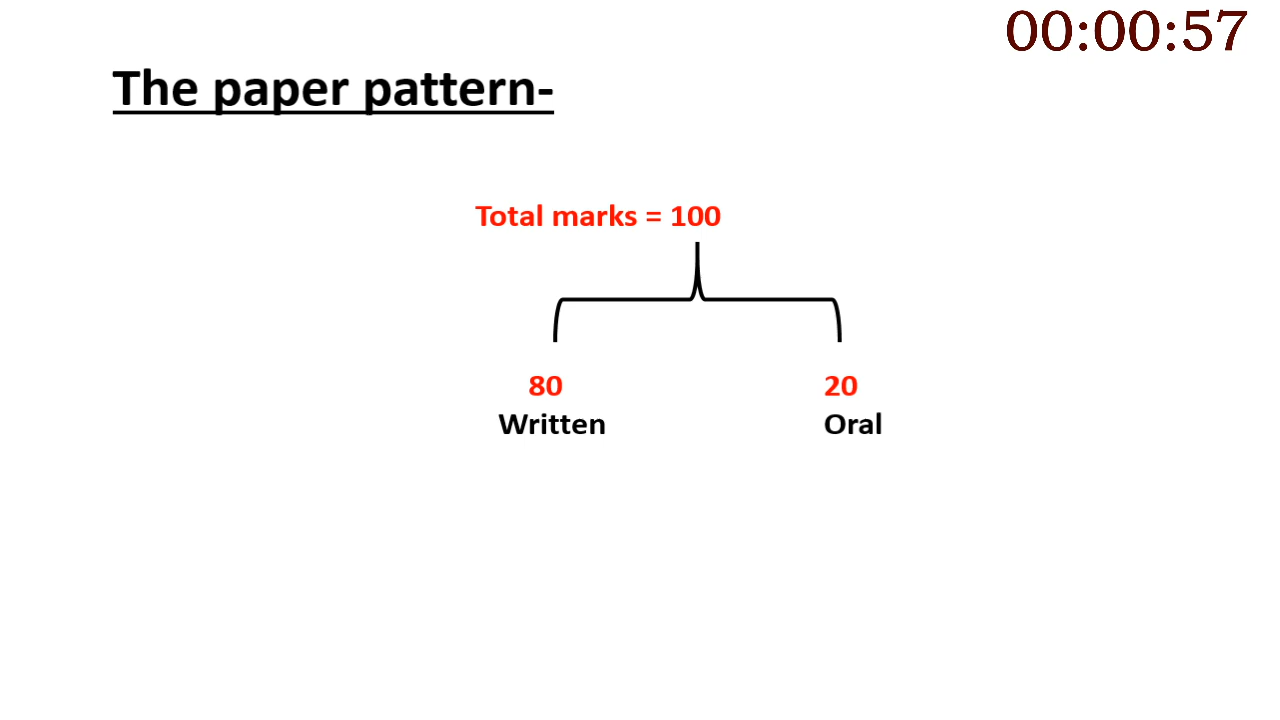 00:00:57
The paper pattern-
Total marks = 100
80 20
Written Oral